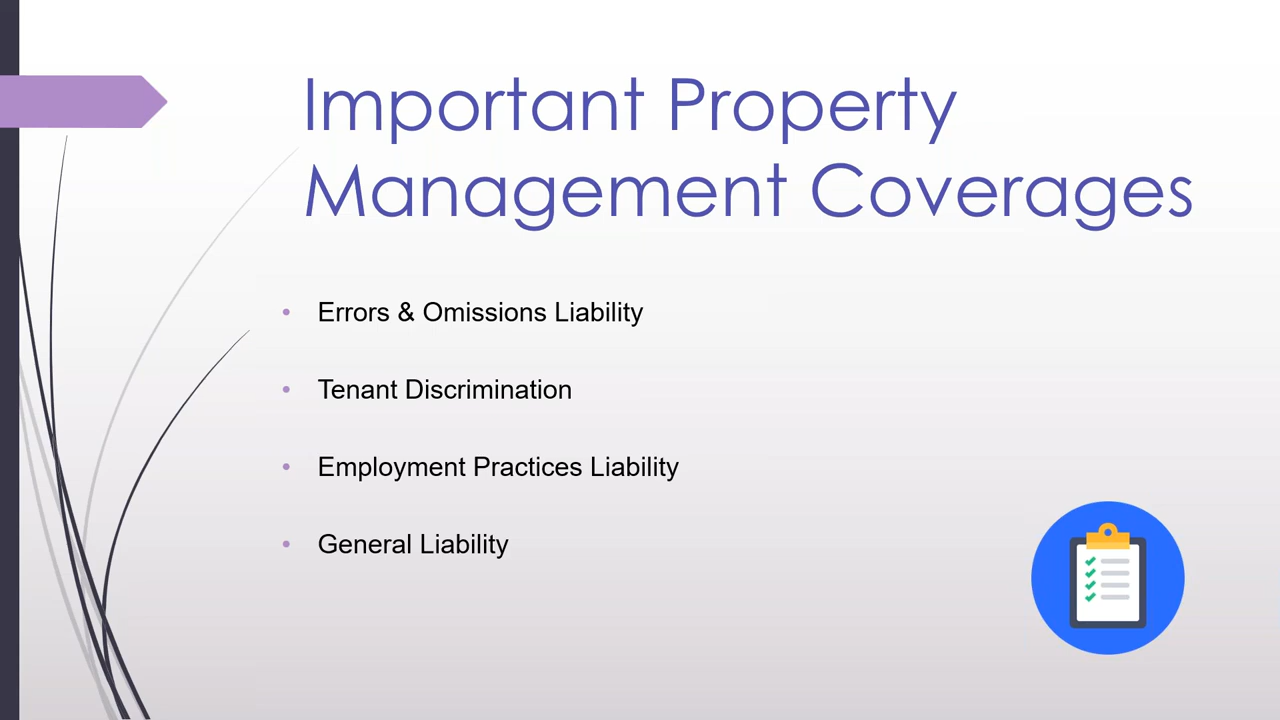 Important Property
Management Coverages
• Errors & Omissions Liability
• Tenant Discrimination
• Employment Practices Liability
• General Liability